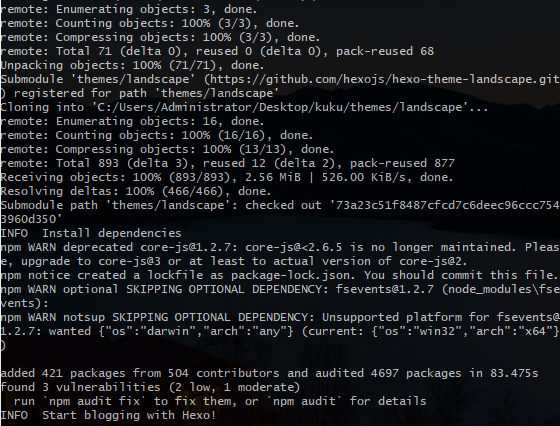 remote: Enumerating objects: 3, done.
remote: Counting objects: 100% (3/3), done.
remote: Compressing objects: 100% (3/3), done.
remote: Total 71 (delta 0), reused 0 (delta 0), pack-reused 68
Unpacking objects: 100% (71/71), done.
Submodule 'themes/landscape' (https://github.com/hexojs/hexo-theme-landscape.git
) registered for path 'themes/landscape'
Cloning into 'C:/Users/Administrator/Desktop/kuku/themes/landscape'...
remote: Enumerating objects: 16, done.
remote: Counting objects: 100% (16/16), done.
remote: Compressing objects: 100% (13/13), done.
remote: Total 893 (delta 3), reused 12 (delta 2), pack-reused 877
Receiving objects: 100% (893/893), 2.56 MiB | 526.00 KiB/s, done.
Resolving deltas: 100% (466/466), done.
Submodule path 'themes/landscape': checked out '73a23c51f8487cfcd7c6deec96ccc754
3960d350'
INFO  Install dependencies
npm WARN deprecated core-js@1.2.7: core-js@<2.6.5 is no longer maintained. Pleas
e, upgrade to core-js@3 or at least to actual version of core-js@2.
npm notice created a lockfile as package-lock.json. You should commit this file.
npm WARN optional SKIPPING OPTIONAL DEPENDENCY: fsevents@1.2.7 (node_modules\fse
vents):
npm WARN notsup SKIPPING OPTIONAL DEPENDENCY: Unsupported platform for fsevents@
1.2.7: wanted {"os":"darwin","arch":"any"} (current: {"os":"win32","arch":"x64"}
)
added 421 packages from 504 contributors and audited 4697 packages in 83.475s
found 3 vulnerabilities (2 low, 1 moderate)
  run `npm audit fix` to fix them, or `npm audit` for details
INFO  Start blogging with Hexo!